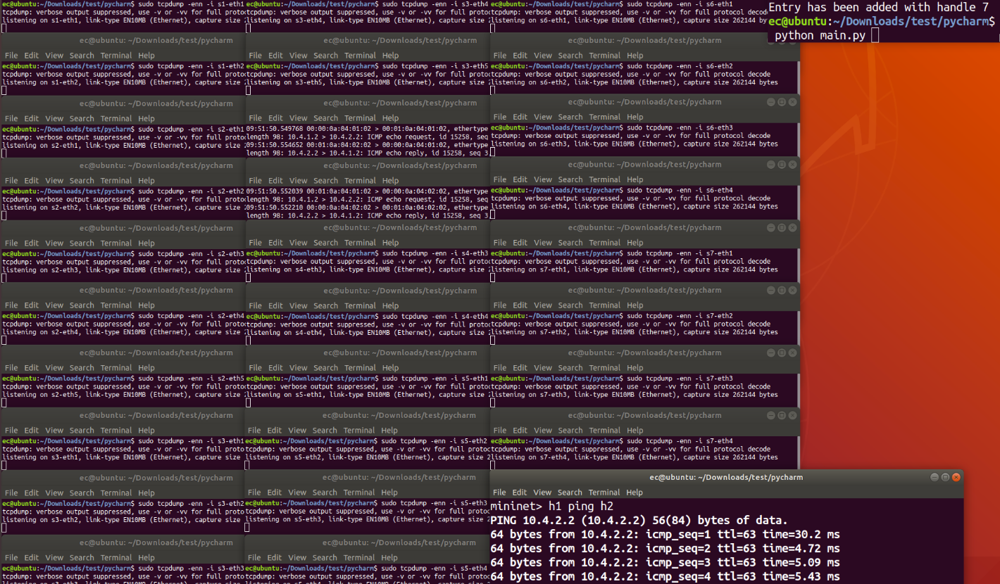 ec@ubuntu:~/Downloads/test/pycharm$ sudo tcpdump -enn -i s1-eth1
tcpdump: verbose output suppressed, use -v or -vv for full proto
listening on s1-eth1, link-type EN10MB (Ethernet), capture size
ec@ubuntu: ~/Downloads/test/pycharm
File Edit View Search Terminal Help
ec@ubuntu:~/Downloads/test/pycharm$ sudo tcpdump -enn -i s1-eth2
tcpdump: verbose output suppressed, use -v or -vv for full proto
listening on s1-eth2, link-type EN10MB (Ethernet), capture size
ec@ubuntu: ~/Downloads/test/pycharm
File Edit View Search Terminal Help
ec@ubuntu:~/Downloads/test/pycharm$ sudo tcpdump -enn -i s2-eth1
tcpdump: verbose output suppressed, use -v or -vv for full proto
listening on s2-eth1, link-type EN10MB (Ethernet), capture size
ec@ubuntu: ~/Downloads/test/pycharm
File Edit View Search Terminal Help
ec@ubuntu:~/Downloads/test/pycharm$ sudo tcpdump -enn -i s2-eth2
tcpdump: verbose output suppressed, use -v or -vv for full proto
listening on s2-eth2, link-type EN10MB (Ethernet), capture size
ec@ubuntu: ~/Downloads/test/pycharm
File Edit View Search Terminal Help
ec@ubuntu:~/Downloads/test/pycharm$ sudo tcpdump -enn -i s2-eth3
tcpdump: verbose output suppressed, use -v or -vv for full proto
listening on s2-eth3, link-type EN10MB (Ethernet), capture size
ec@ubuntu: ~/Downloads/test/pycharm
File Edit View Search Terminal Help
ec@ubuntu:~/Downloads/test/pycharm$ sudo tcpdump -enn -i s2-eth4
tcpdump: verbose output suppressed, use -v or -vv for full proto
listening on s2-eth4, link-type EN10MB (Ethernet), capture size
ec@ubuntu: ~/Downloads/test/pycharm
File Edit View Search Terminal Help
ec@ubuntu:~/Downloads/test/pycharm$ sudo tcpdump -enn -i s2-eth5
tcpdump: verbose output suppressed, use -v or -vv for full proto
listening on s2-eth5, link-type EN10MB (Ethernet), capture size
ec@ubuntu: ~/Downloads/test/pycharm
File Edit View Search Terminal Help
ec@ubuntu:~/Downloads/test/pycharm$ sudo tcpdump -enn -i s3-eth1
tcpdump: verbose output suppressed, use -v or -vv for full proto
listening on s3-eth1, link-type EN10MB (Ethernet), capture size
ec@ubuntu: ~/Downloads/test/pycharm
File Edit View Search Terminal Help
ec@ubuntu:~/Downloads/test/pycharm$ sudo tcpdump -enn -i s3-eth2
tcpdump: verbose output suppressed, use -v or -vv for full proto
listening on s3-eth2, link-type EN10MB (Ethernet), capture size
ec@ubuntu: ~/Downloads/test/pycharm
File Edit View Search Terminal Help
ec@ubuntu:~/Downloads/test/pycharm$ sudo tcpdump -enn -i s3-eth3
tcpdump: verbose output suppressed, use -v or -vv for full proto
listening on s3-eth3, link-type EN10MB (Ethernet), capture size
ec@ubuntu:~/Downloads/test/pycharm$ sudo tcpdump -enn -i s3-eth4
tcpdump: verbose output suppressed, use -v or -vv for full proto
listening on s3-eth4, link-type EN10MB (Ethernet), capture size
ec@ubuntu: ~/Downloads/test/pycharm
File Edit View Search Terminal Help
ec@ubuntu:~/Downloads/test/pycharm$ sudo tcpdump -enn -i s3-eth5
tcpdump: verbose output suppressed, use -v or -vv for full proto
listening on s3-eth5, link-type EN10MB (Ethernet), capture size
ec@ubuntu: ~/Downloads/test/pycharm
File Edit View Search Terminal Help
09:51:50.549768 00:00:0a:04:01:02 > 00:01:0a:04:01:02, ethertype
length 98: 10.4.1.2 > 10.4.2.2: ICMP echo request, id 15258, seq
09:51:50.554652 00:01:0a:04:02:02 > 00:00:0a:04:01:02, ethertype
length 98: 10.4.2.2 > 10.4.1.2: ICMP echo reply, id 15258, seq 3
ec@ubuntu: ~/Downloads/test/pycharm
File Edit View Search Terminal Help
09:51:50.552039 00:01:0a:04:01:02 > 00:00:0a:04:02:02, ethertype
length 98: 10.4.1.2 > 10.4.2.2: ICMP echo request, id 15258, seq
09:51:50.552210 00:00:0a:04:02:02 > 00:01:0a:04:02:02, ethertype
length 98: 10.4.2.2 > 10.4.1.2: ICMP echo reply, id 15258, seq 3
ec@ubuntu: ~/Downloads/test/pycharm
File Edit View Search Terminal Help
ec@ubuntu:~/Downloads/test/pycharm$ sudo tcpdump -enn -i s4-eth3
tcpdump: verbose output suppressed, use -v or -vv for full proto
listening on s4-eth3, link-type EN10MB (Ethernet), capture size
ec@ubuntu: ~/Downloads/test/pycharm
File Edit View Search Terminal Help
ec@ubuntu:~/Downloads/test/pycharm$ sudo tcpdump -enn -i s4-eth4
tcpdump: verbose output suppressed, use -v or -vv for full proto
listening on s4-eth4, link-type EN10MB (Ethernet), capture size
ec@ubuntu: ~/Downloads/test/pycharm
File Edit View Search Terminal Help
ec@ubuntu:~/Downloads/test/pycharm$ sudo tcpdump -enn -i s5-eth1
tcpdump: verbose output suppressed, use -v or -vv for full proto
listening on s5-eth1, link-type EN10MB (Ethernet), capture size
ec@ubuntu: ~/Downloads/test/pycharm
File Edit View Search Terminal Help
ec@ubuntu:~/Downloads/test/pycharm$ sudo tcpdump -enn -i s5-eth2
tcpdump: verbose output suppressed, use -v or -vv for full protoc
listening on s5-eth2, link-type EN10MB (Ethernet), capture size 2
ec@ubuntu: ~/Downloads/test/pycharm
File Edit View Search Terminal Help
ec@ubuntu:~/Downloads/test/pycharm$ sudo tcpdump -enn -i s5-eth3
tcpdump: verbose output suppressed, use -v or -vv for full protoc
listening on s5-eth3, link-type EN10MB (Ethernet), capture size 2
ec@ubuntu: ~/Downloads/test/pycharm
File Edit View Search Terminal Help
ec@ubuntu:~/Downloads/test/pycharm$ sudo tcpdump -enn -i s5-eth4
tcpdump: verbose output suppressed, use -v or -vv for full protoc
listening on s5-eth4, link-type EN10MB (Ethernet), capture size 2
ec@ubuntu:~/Downloads/test/pycharm$ sudo tcpdump -enn -i s6-eth1
tcpdump: verbose output suppressed, use -v or -vv for full protocol decode
listening on s6-eth1, link-type EN10MB (Ethernet), capture size 262144 bytes
ec@ubuntu: ~/Downloads/test/pycharm
File Edit View Search Terminal Help
ec@ubuntu:~/Downloads/test/pycharm$ sudo tcpdump -enn -i s6-eth2
tcpdump: verbose output suppressed, use -v or -vv for full protocol decode
listening on s6-eth2, link-type EN10MB (Ethernet), capture size 262144 bytes
ec@ubuntu: ~/Downloads/test/pycharm
File Edit View Search Terminal Help
ec@ubuntu:~/Downloads/test/pycharm$ sudo tcpdump -enn -i s6-eth3
tcpdump: verbose output suppressed, use -v or -vv for full protocol decode
listening on s6-eth3, link-type EN10MB (Ethernet), capture size 262144 bytes
ec@ubuntu: ~/Downloads/test/pycharm
File Edit View Search Terminal Help
ec@ubuntu:~/Downloads/test/pycharm$ sudo tcpdump -enn -i s6-eth4
tcpdump: verbose output suppressed, use -v or -vv for full protocol decode
listening on s6-eth4, link-type EN10MB (Ethernet), capture size 262144 bytes
ec@ubuntu: ~/Downloads/test/pycharm
File Edit View Search Terminal Help
ec@ubuntu:~/Downloads/test/pycharm$ sudo tcpdump -enn -i s7-eth1
tcpdump: verbose output suppressed, use -v or -vv for full protocol decode
listening on s7-eth1, link-type EN10MB (Ethernet), capture size 262144 bytes
ec@ubuntu: ~/Downloads/test/pycharm
File Edit View Search Terminal Help
ec@ubuntu:~/Downloads/test/pycharm$ sudo tcpdump -enn -i s7-eth2
tcpdump: verbose output suppressed, use -v or -vv for full protocol decode
listening on s7-eth2, link-type EN10MB (Ethernet), capture size 262144 bytes
ec@ubuntu: ~/Downloads/test/pycharm
File Edit View Search Terminal Help
ec@ubuntu:~/Downloads/test/pycharm$ sudo tcpdump -enn -i s7-eth3
tcpdump: verbose output suppressed, use -v or -vv for full protocol decode
listening on s7-eth3, link-type EN10MB (Ethernet), capture size 262144 bytes
ec@ubuntu: ~/Downloads/test/pycharm
File Edit View Search Terminal Help
ec@ubuntu:~/Downloads/test/pycharm$ sudo tcpdump -enn -i s7-eth4
tcpdump: verbose output suppressed, use -v or -vv for full protocol decode
listening on s7-eth4, link-type EN10MB (Ethernet), capture size 262144 bytes
ec@ubuntu: ~/Downloads/test/pycharm
File Edit View Search Terminal Help
mininet> h1 ping h2
PING 10.4.2.2 (10.4.2.2) 56(84) bytes of data.
64 bytes from 10.4.2.2: icmp_seq=1 ttl=63 time=30.2 ms
64 bytes from 10.4.2.2: icmp_seq=2 ttl=63 time=4.72 ms
64 bytes from 10.4.2.2: icmp_seq=3 ttl=63 time=5.09 ms
64 bytes from 10.4.2.2: icmp_seq=4 ttl=63 time=5.43 ms
Entry has been added with handle 7
ec@ubuntu:~/Downloads/test/pycharm$
python main.py